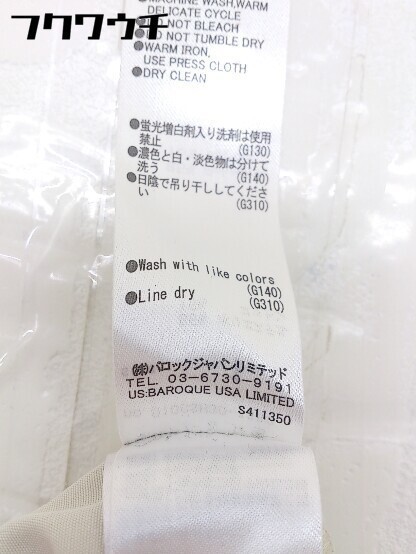 フクワウチ
●MACHINE WASH,WARM
DELICATE CYCLE
DO NOT BLEACH
DO NOT TUMBLE DRY
●WARM IRON,
USE PRESS CLOTH
●DRY CLEAN
●蛍光増白剤入り洗剤は使用
禁止 (G130)
●濃色と白・淡色物は分けて
洗う (G140)
●日陰で吊り干ししてくださ
い (G310)
●Wash with like colors
(G140)
●Line dry (G310)
㈱バロックジャパンリミテッド
TEL. 03-6730-9191
US:BAROQUE USA LIMITED
S411350